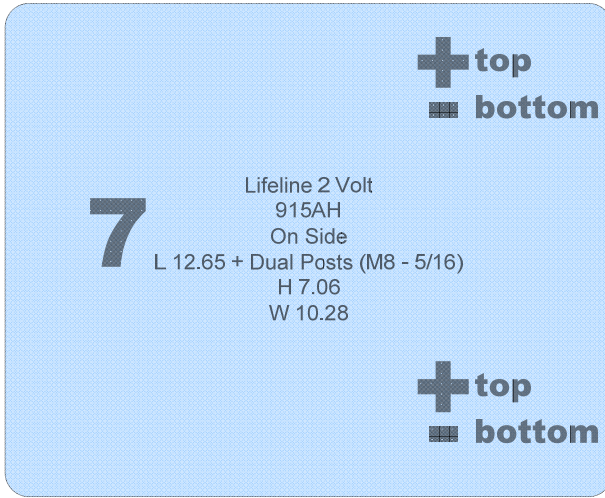 + top
= bottom
Lifeline 2 Volt
915AH
On Side
7
L 12.65 + Dual Posts (M8 - 5/16)
H 7.06
W 10.28
+ top
= bottom